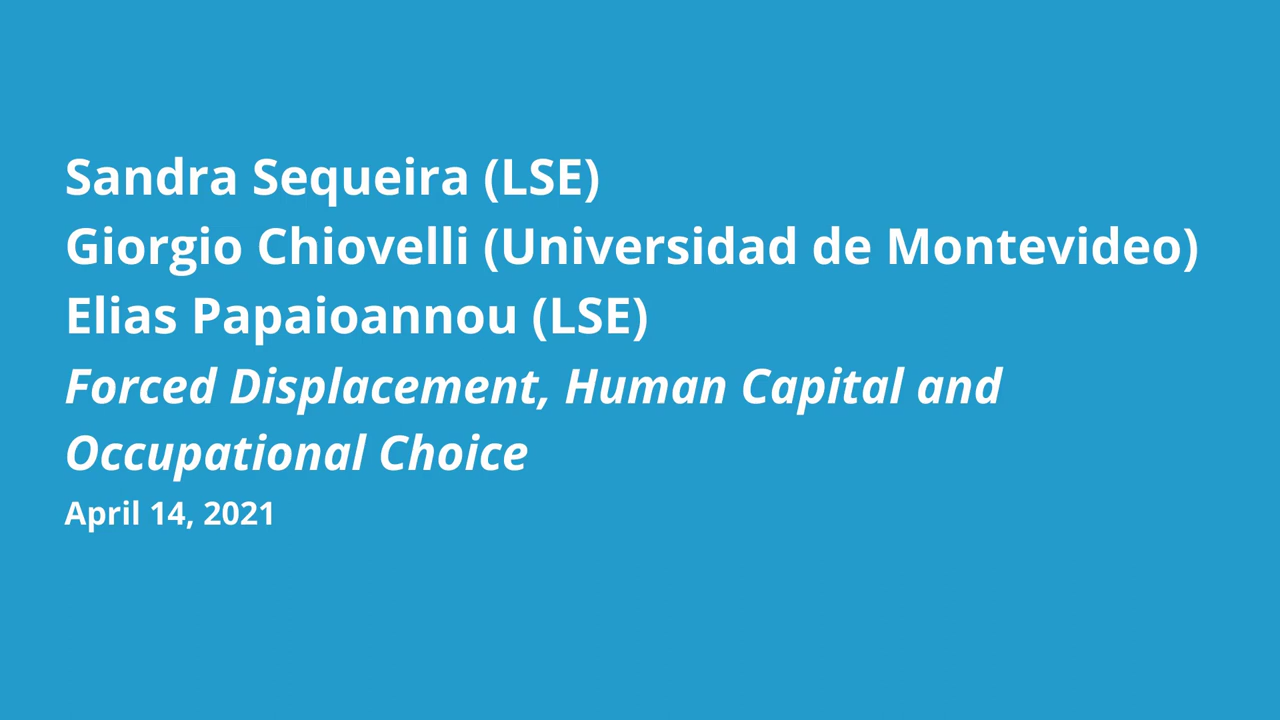 Sandra Sequeira (LSE)
Giorgio Chiovelli (Universidad de Montevideo)
Elias Papaioannou (LSE)
Forced Displacement, Human Capital and
Occupational Choice
April 14, 2021